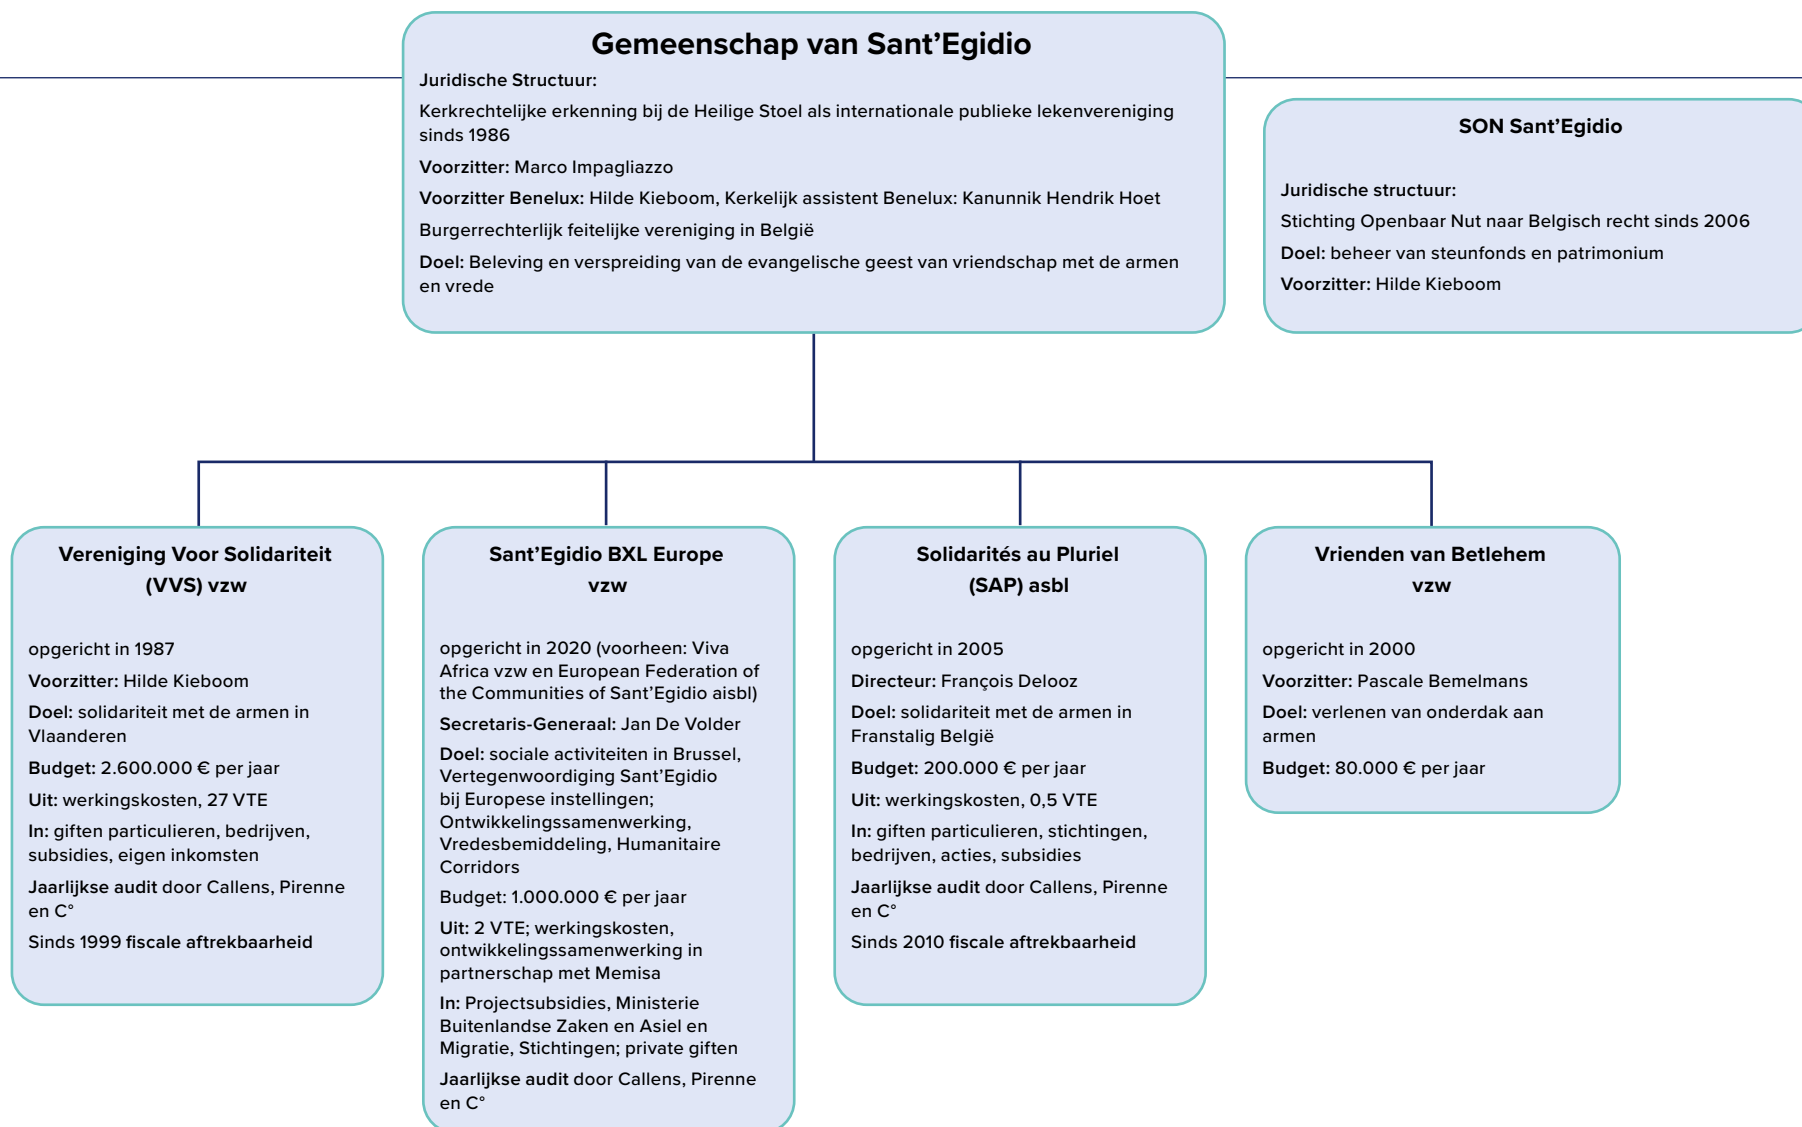 Gemeenschap van Sant'Egidio
Juridische Structuur:
Kerkrechtelijke erkenning bij de Heilige Stoel als internationale publieke lekenvereniging
sinds 1986
Voorzitter: Marco Impagliazzo
Voorzitter Benelux: Hilde Kieboom, Kerkelijk assistent Benelux: Kanunnik Hendrik Hoet
Burgerrechterlijk feitelijke vereniging in België
Doel: Beleving en verspreiding van de evangelische geest van vriendschap met de armen
en vrede
SON Sant'Egidio
Juridische structuur:
Stichting Openbaar Nut naar Belgisch recht sinds 2006
Doel: beheer van steunfonds en patrimonium
Voorzitter: Hilde Kieboom
Vereniging Voor Solidariteit
(VVS) vzw
opgericht in 1987
Voorzitter: Hilde Kieboom
Doel: solidariteit met de armen in
Vlaanderen
Budget: 2.600.000 € per jaar
Uit: werkingskosten, 27 VTE
In: giften particulieren, bedrijven,
subsidies, eigen inkomsten
Jaarlijkse audit door Callens, Pirenne
en C°
Sinds 1999 fiscale aftrekbaarheid
Sant'Egidio BXL Europe
vzw
opgericht in 2020 (voorheen: Viva
Africa vzw en European Federation of
the Communities of Sant'Egidio aisbl)
Secretaris-Generaal: Jan De Volder
Doel: sociale activiteiten in Brussel,
Vertegenwoordiging Sant'Egidio
bij Europese instellingen;
Ontwikkelingssamenwerking,
Vredesbemiddeling, Humanitaire
Corridors
Budget: 1.000.000 € per jaar
Uit: 2 VTE; werkingskosten,
ontwikkelingssamenwerking in
partnerschap met Memisa
In: Projectsubsidies, Ministerie
Buitenlandse Zaken en Asiel en
Migratie, Stichtingen; private giften
Jaarlijkse audit door Callens, Pirenne
en C°
Solidarités au Pluriel
(SAP) asbl
opgericht in 2005
Directeur: François Delooz
Doel: solidariteit met de armen in
Franstalig België
Budget: 200.000 € per jaar
Uit: werkingskosten, 0,5 VTE
In: giften particulieren, stichtingen,
bedrijven, acties, subsidies
Jaarlijkse audit door Callens, Pirenne
en C°
Sinds 2010 fiscale aftrekbaarheid
Vrienden van Betlehem
vzw
opgericht in 2000
Voorzitter: Pascale Bemelmans
Doel: verlenen van onderdak aan
armen
Budget: 80.000 € per jaar